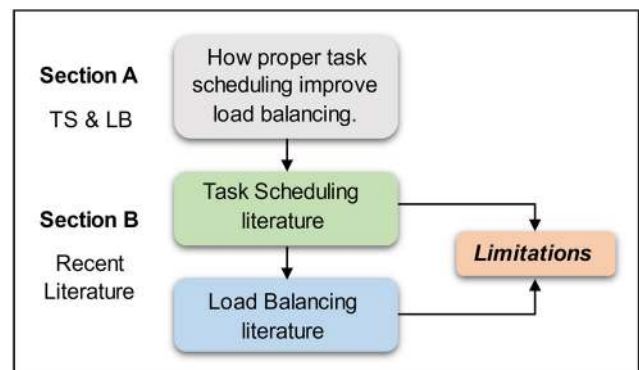 Section A
TS & LB
How proper task
scheduling improve
load balancing.
Section B
Recent
Literature
Task Scheduling
literature
Load Balancing
literature
Limitations